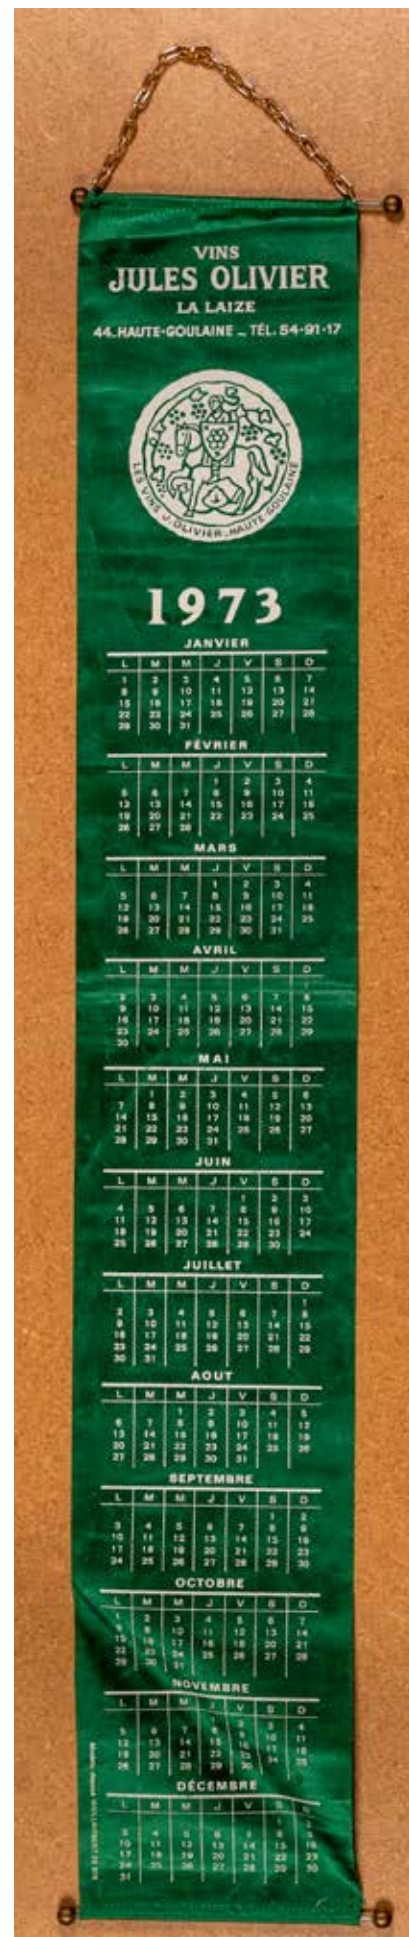 VINS
JULES OLIVIER
LA LAIZE
44_HAUTE-GOULAINE _ TÉL. 54-91-17
LES VINS J. OLIVIER_HAUTE-GOULAINE
1973
JANVIER
L M M J V S D
1 2 3 4 5 6 7
8 9 10 11 12 13 14
15 16 17 18 19 20 21
22 23 24 25 26 27 28
29 30 31
FÉVRIER
L M M J V S D
1 2 3 4
5 6 7 8 9 10 11
12 13 14 15 16 17 18
19 20 21 22 23 24 25
26 27 28
MARS
L M M J V S D
1 2 3 4
5 6 7 8 9 10 11
12 13 14 15 16 17 18
19 20 21 22 23 24 25
26 27 28 29 30 31
AVRIL
L M M J V S D
1
2 3 4 5 6 7 8
9 10 11 12 13 14 15
16 17 18 19 20 21 22
23 24 25 26 27 28 29
30
MAI
L M M J V S D
1 2 3 4 5 6
7 8 9 10 11 12 13
14 15 16 17 18 19 20
21 22 23 24 25 26 27
28 29 30 31
JUIN
L M M J V S D
1 2 3
4 5 6 7 8 9 10
11 12 13 14 15 16 17
18 19 20 21 22 23 24
25 26 27 28 29 30
JUILLET
L M M J V S D
1
2 3 4 5 6 7 8
9 10 11 12 13 14 15
16 17 18 19 20 21 22
23 24 25 26 27 28 29
30 31
AOUT
L M M J V S D
1 2 3 4 5
6 7 8 9 10 11 12
13 14 15 16 17 18 19
20 21 22 23 24 25 26
27 28 29 30 31
SEPTEMBRE
L M M J V S D
1 2
3 4 5 6 7 8 9
10 11 12 13 14 15 16
17 18 19 20 21 22 23
24 25 26 27 28 29 30
OCTOBRE
L M M J V S D
1 2 3 4 5 6 7
8 9 10 11 12 13 14
15 16 17 18 19 20 21
22 23 24 25 26 27 28
29 30 31
NOVEMBRE
L M M J V S D
1 2 3 4
5 6 7 8 9 10 11
12 13 14 15 16 17 18
19 20 21 22 23 24 25
26 27 28 29 30
DÉCEMBRE
L M M J V S
1 2
3 4 5 6 7 8 9
10 11 12 13 14 15 16
17 18 19 20 21 22 23
24 25 26 27 28 29 30
31